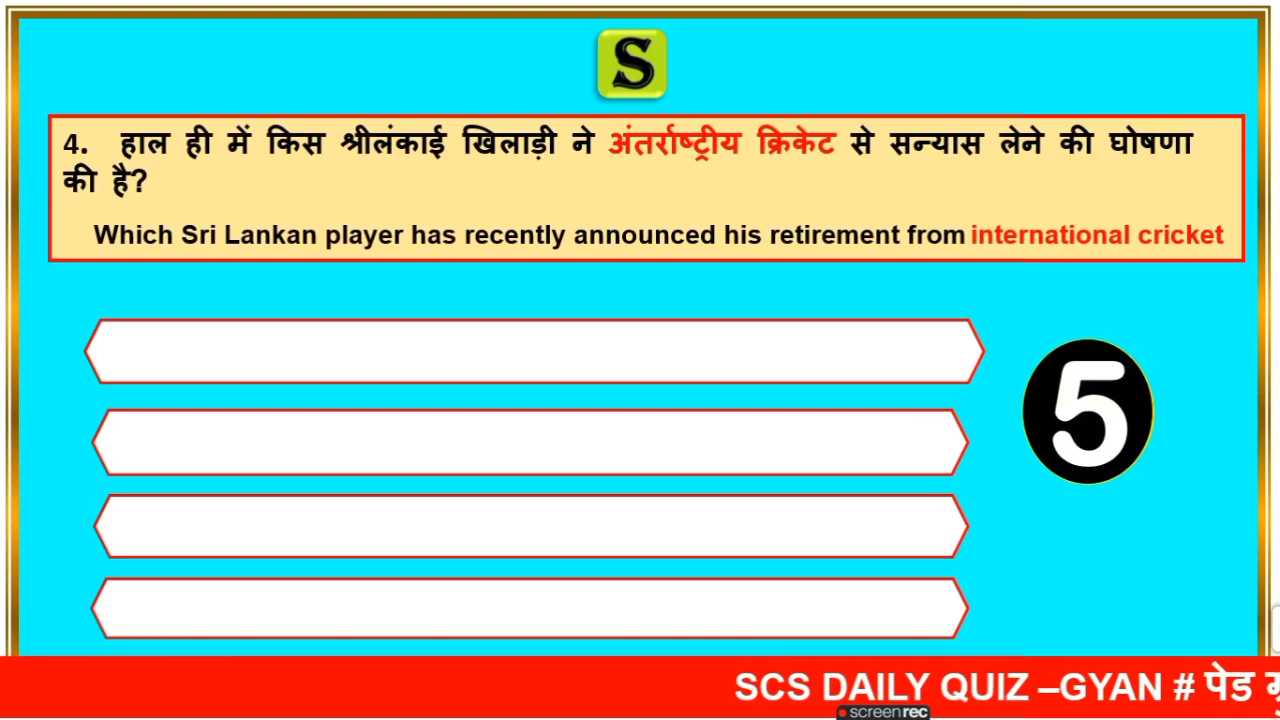 S
4. हाल ही में किस श्रीलंकाई खिलाड़ी ने अंतर्राष्ट्रीय क्रिकेट से सन्यास लेने की घोषणा
की है?
Which Sri Lankan player has recently announced his retirement from international cricket
5
SCS DAILY QUIZ –GYAN # पेड
screenrec